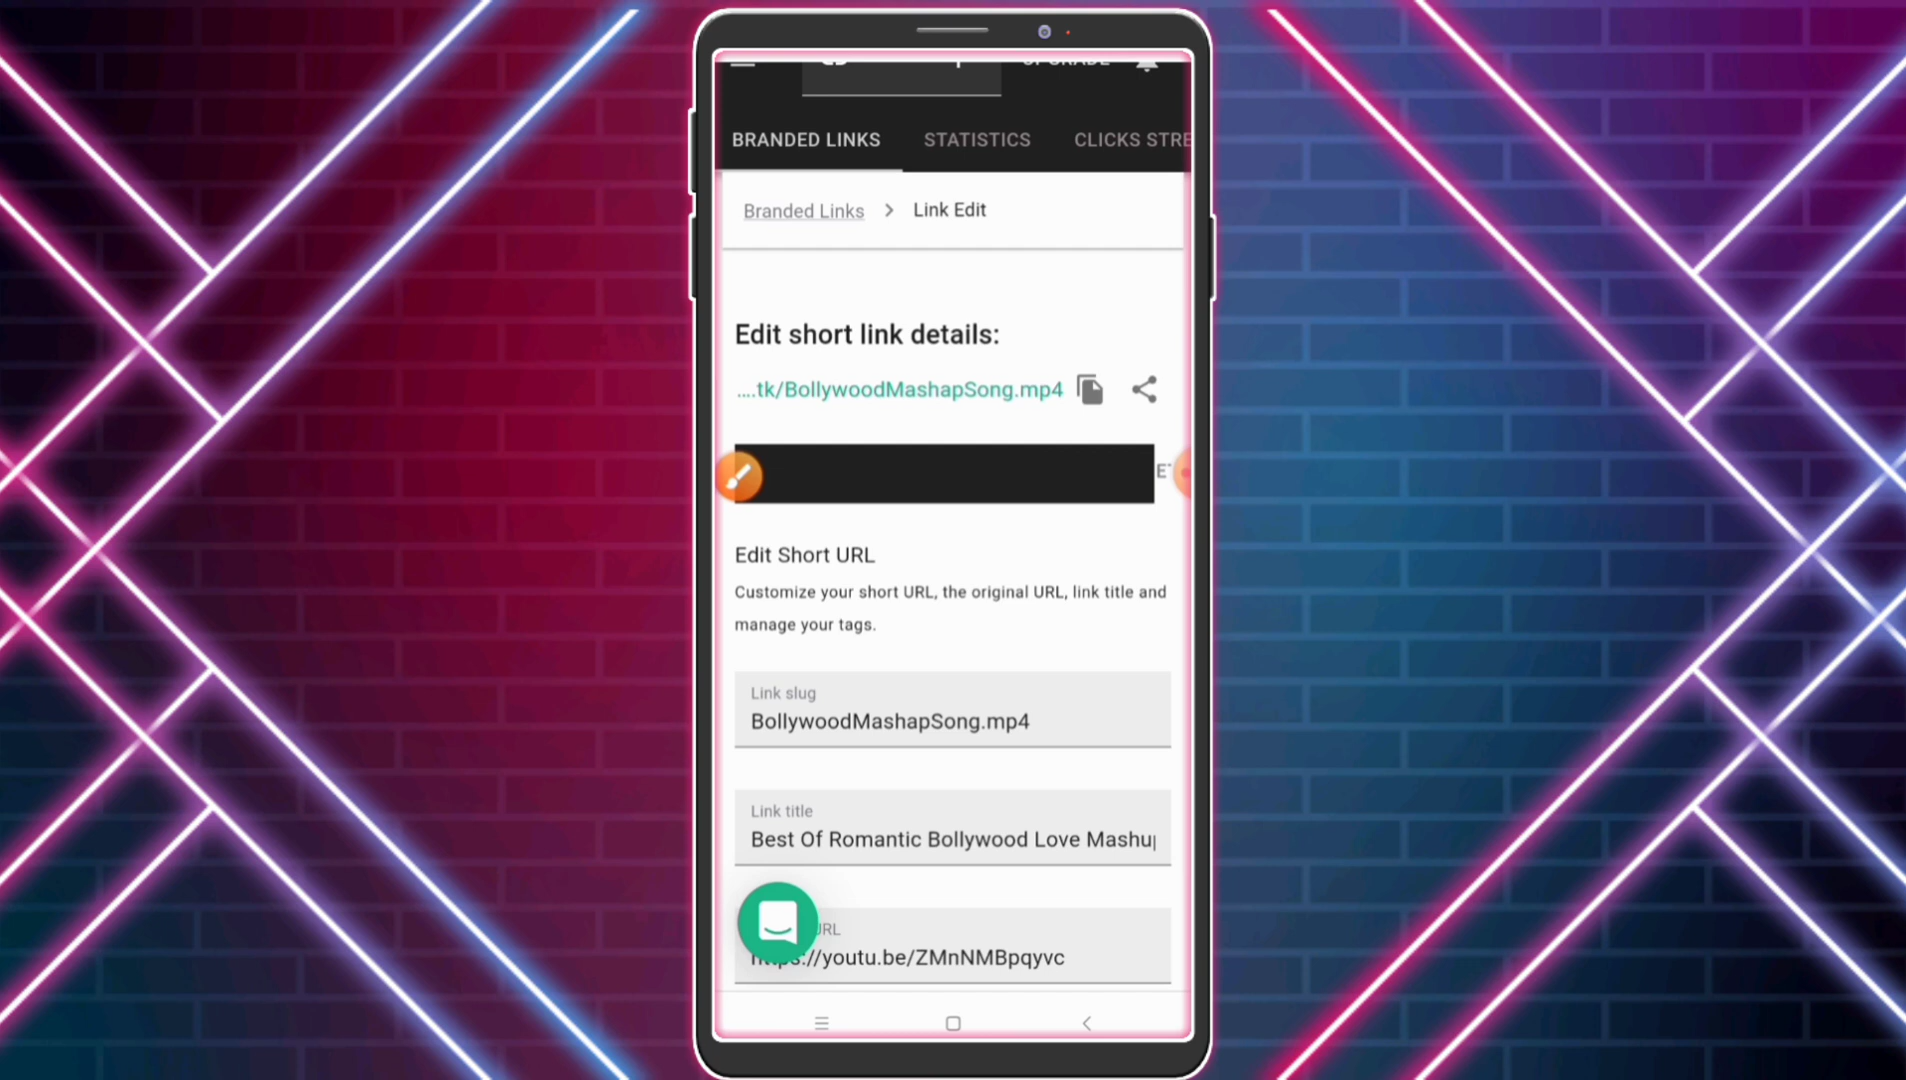 UPGRADE
BRANDED LINKS STATISTICS CLICKS STRE
Branded Links > Link Edit
Edit short link details:
....tk/BollywoodMashapSong.mp4
Edit Short URL
Customize your short URL, the original URL, link title and
manage your tags.
Link slug
BollywoodMashapSong.mp4
Link title
Best Of Romantic Bollywood Love Mashup
URL
https://youtu.be/ZMnNMBpqyvc